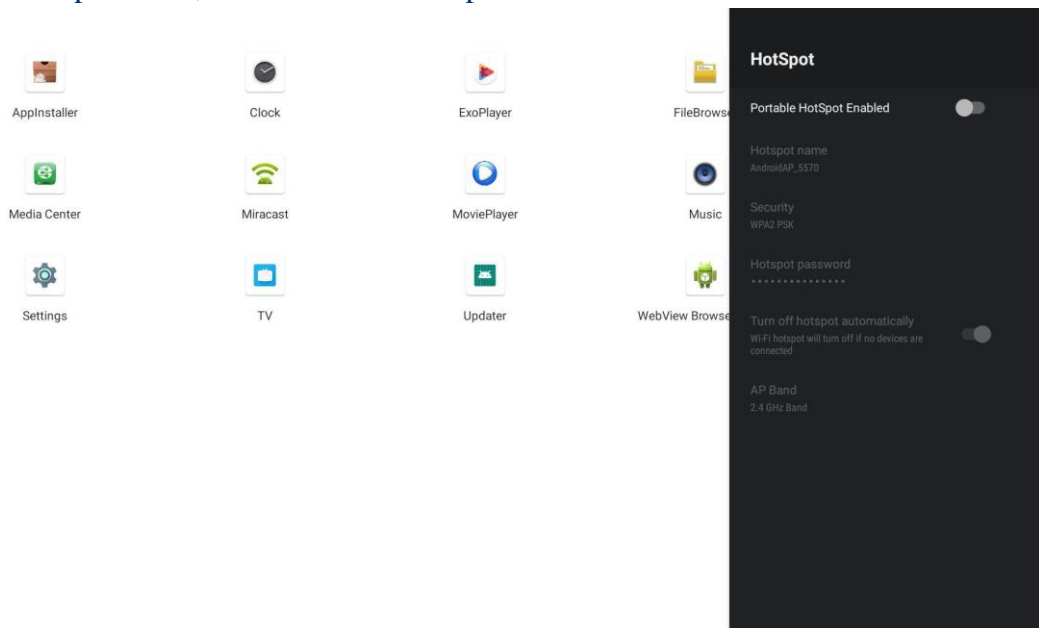 AppInstaller
Clock
ExoPlayer
FileBrowse
Media Center
Miracast
MoviePlayer
Music
Settings
TV
Updater
WebView Browse
HotSpot
Portable HotSpot Enabled
Hotspot name
AndroidAP_5570
Security
WPA2 PSK
Hotspot password
•••••••••••••••
Turn off hotspot automatically
Wi-Fi hotspot will turn off if no devices are
connected
AP Band
2.4 GHz Band